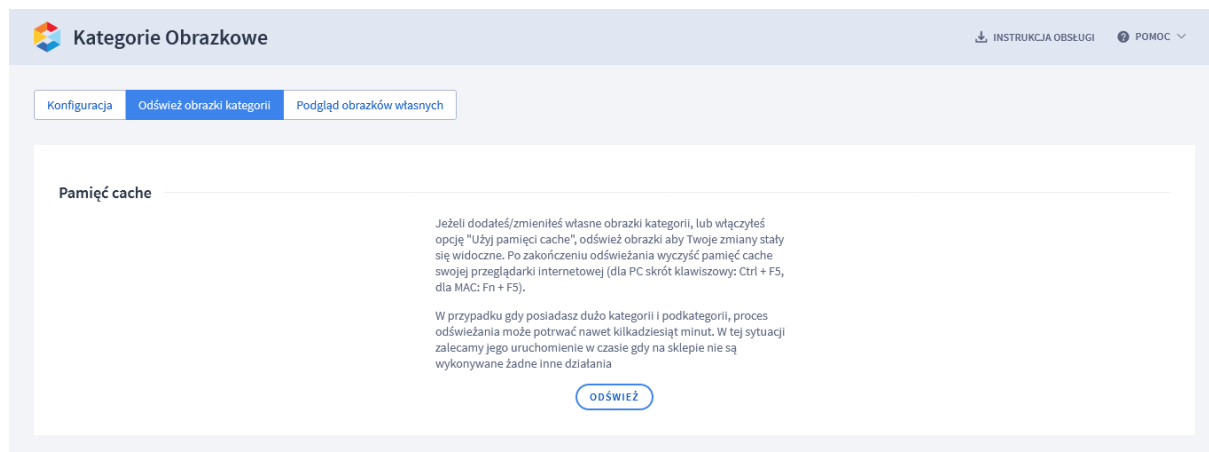 Kategorie Obrazkowe
INSTRUKCJA OBSŁUGI
POMOC
Konfiguracja
Odśwież obrazki kategorii
Podgląd obrazków własnych
Pamięć cache
Jeżeli dodałeś/zmieniłeś własne obrazki kategorii, lub włączyłeś
opcję "Użyj pamięci cache", odśwież obrazki aby Twoje zmiany stały
się widoczne. Po zakończeniu odświeżania wyczyść pamięć cache
swojej przeglądarki internetowej (dla PC skrót klawiszowy: Ctrl + F5,
dla MAC: Fn + F5).
W przypadku gdy posiadasz dużo kategorii i podkategorii, proces
odświeżania może potrwać nawet kilkadziesiąt minut. W tej sytuacji
zalecamy jego uruchomienie w czasie gdy na sklepie nie są
wykonywane żadne inne działania
ODŚWIEŻ